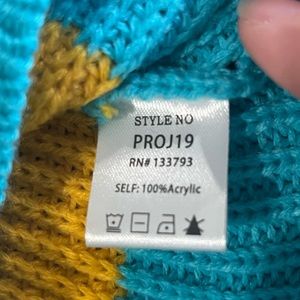 STYLE NO
PROJ19
RN# 133793
SELF: 100%Acrylic